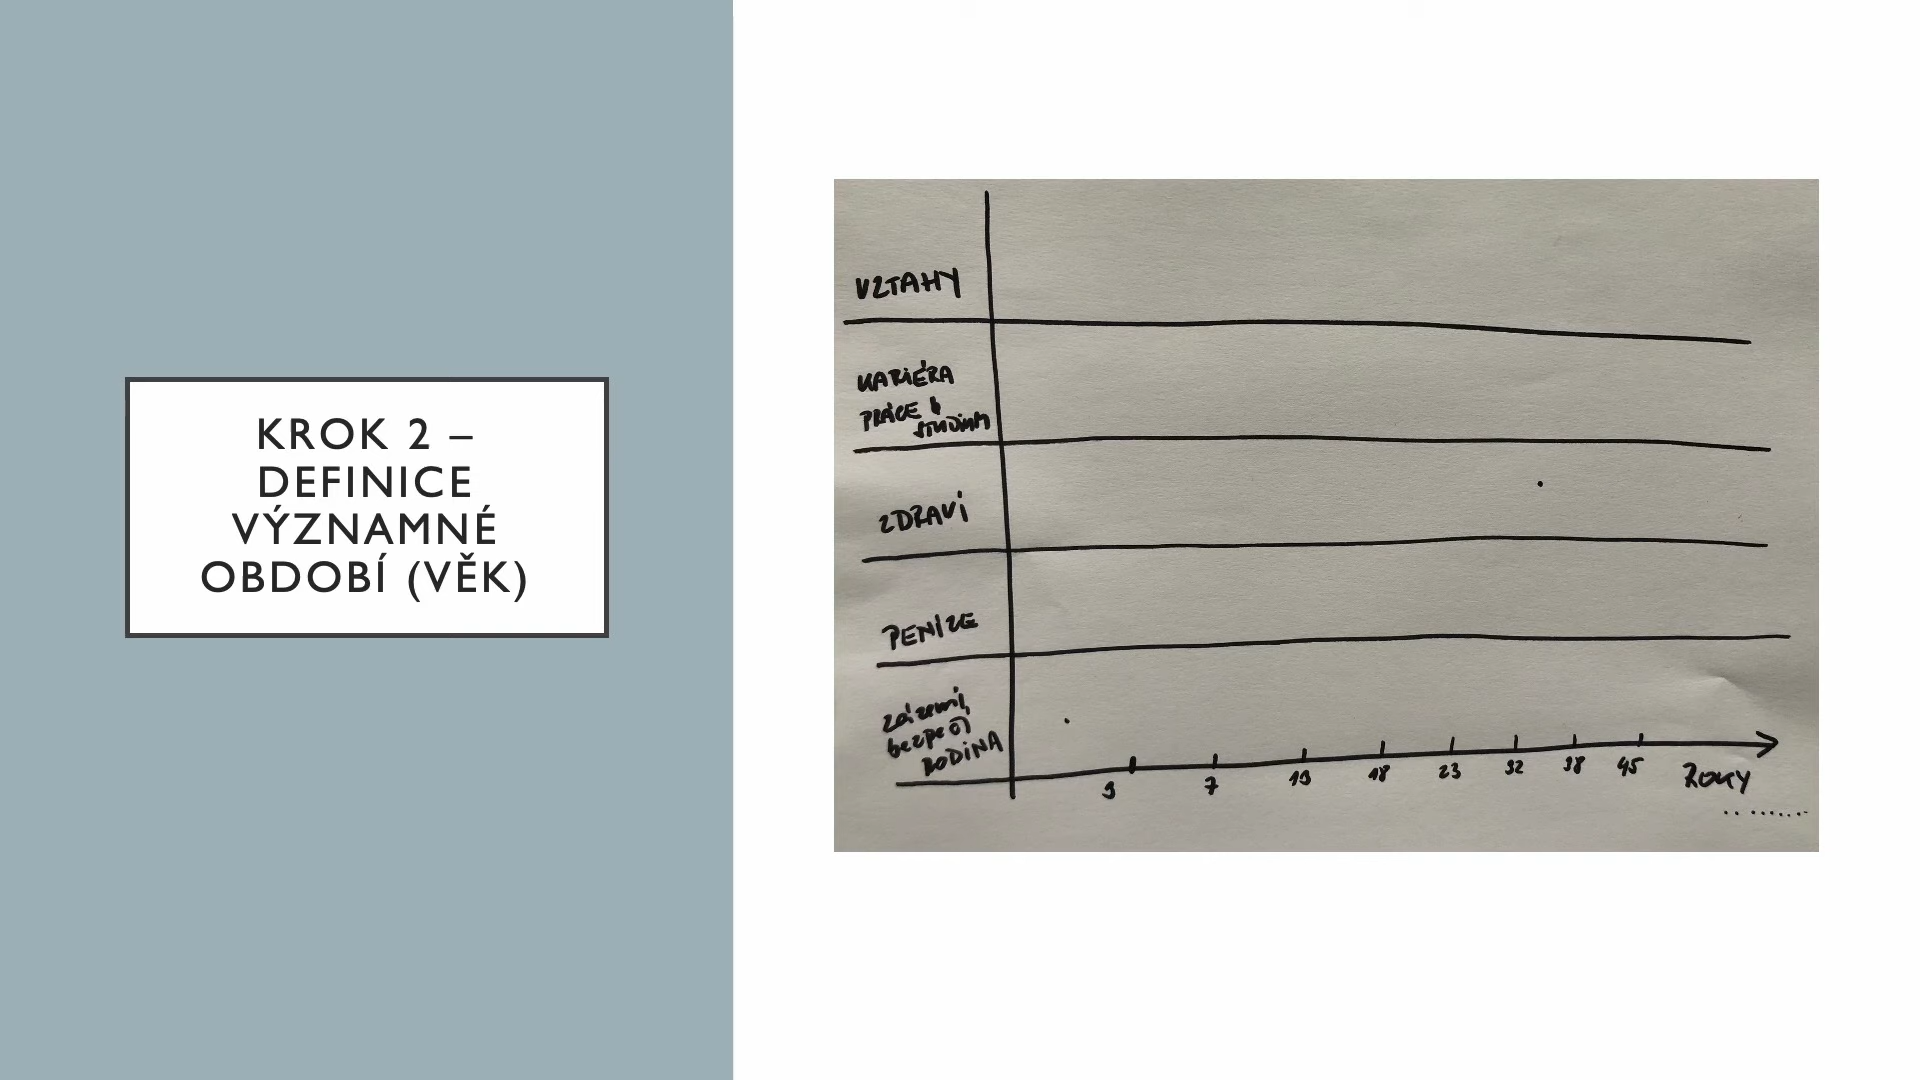 KROK 2 –
DEFINICE
VÝZNAMNÉ
OBDOBÍ (VĚK)
VZTAHY
KARIÉRA
PRÁCE &
STUDIUM
ZDRAVÍ
PENÍZE
zázemí,
bezpečí
RODINA
3 7 13 18 23 32 38 45 ROKY